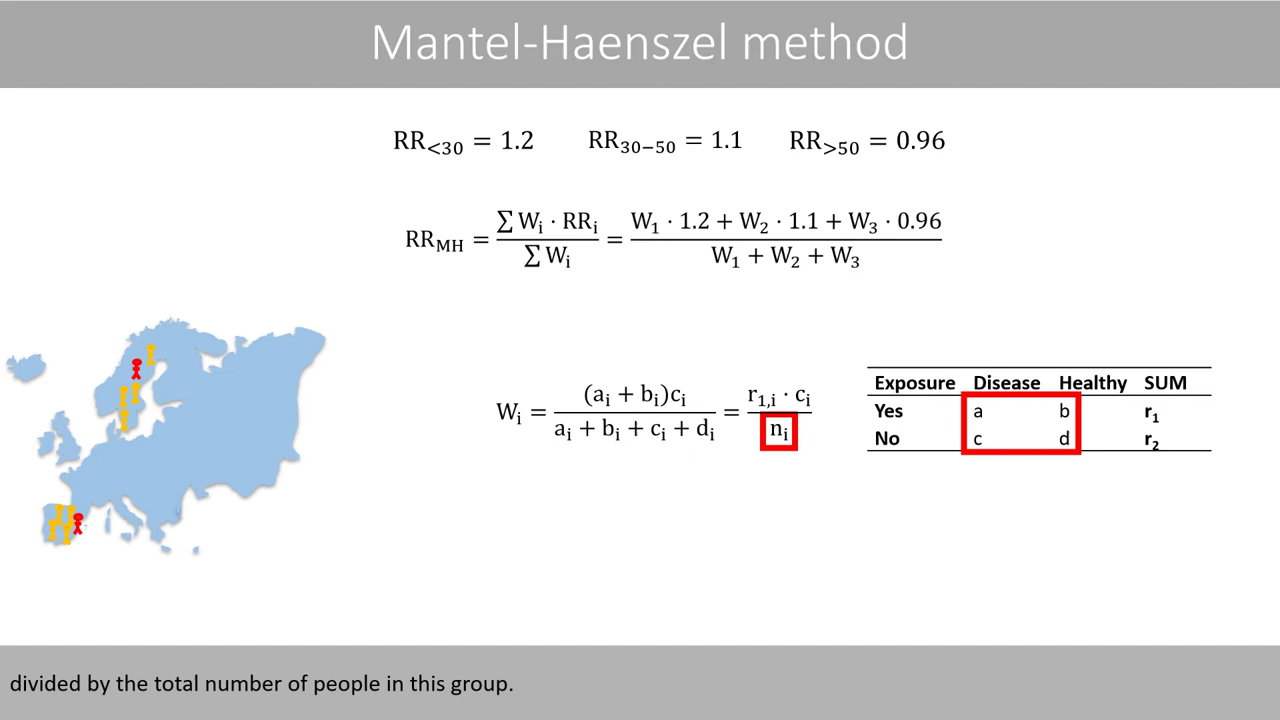 Mantel-Haenszel method
RR<30 = 1.2 RR30−50 = 1.1 RR>50 = 0.96
RRMH = ∑ Wi · RRi / ∑ Wi = W1 · 1.2 + W2 · 1.1 + W3 · 0.96 / W1 + W2 + W3
Wi = (ai + bi)ci / ai + bi + ci + di = r1,i · ci / ni
Exposure Disease Healthy SUM
Yes a b r1
No c d r2
divided by the total number of people in this group.